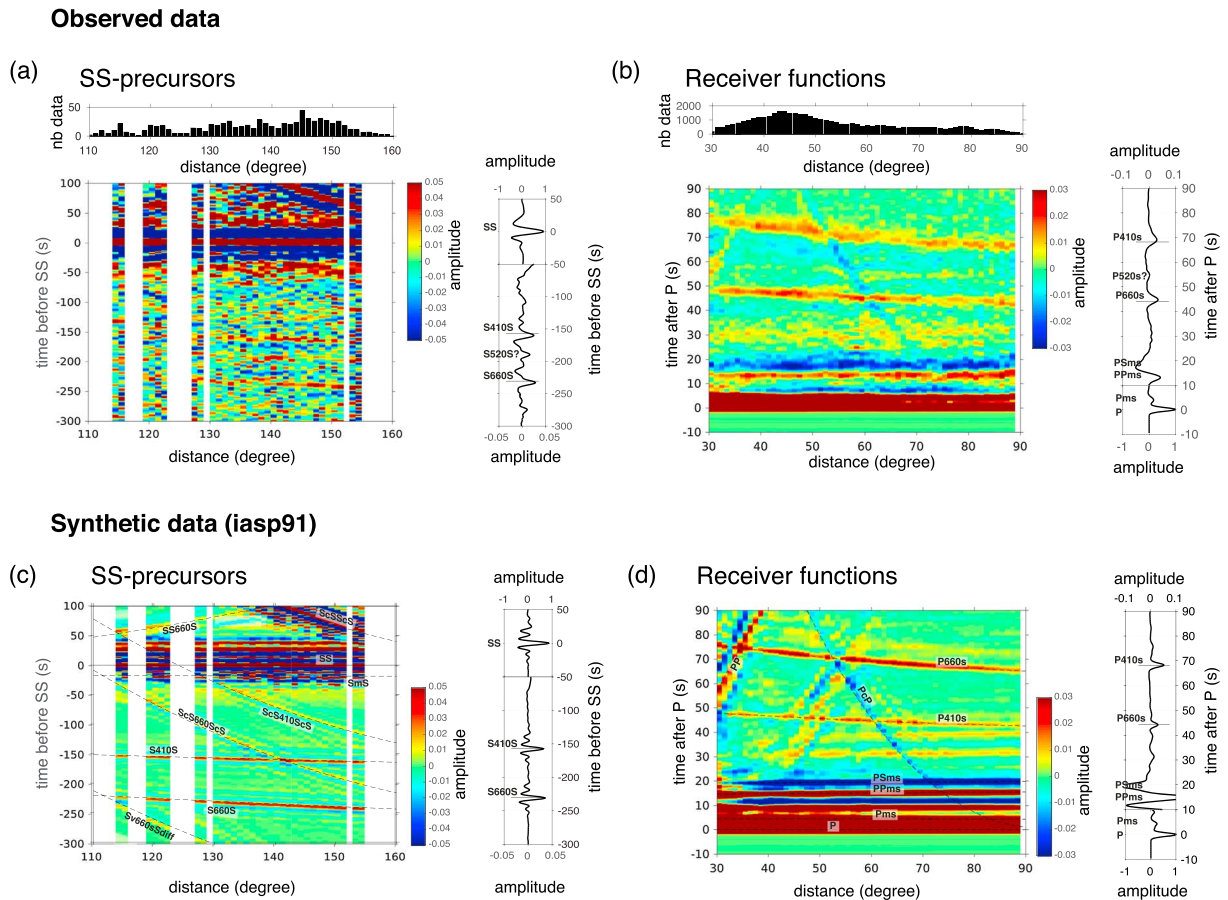 Observed data
(a)
SS-precursors
nb data
50
0
110 120 130 140 150 160
distance (degree)
time before SS (s)
100
50
0
-50
-100
-150
-200
-250
-300
110 120 130 140 150 160
distance (degree)
0.05
0.04
0.03
0.02
0.01
0
-0.01
-0.02
-0.03
-0.04
-0.05
amplitude
amplitude
-1 0 1
SS
S410S
S520S?
S660S
50
0
-50
-100
-150
-200
-250
-300
time before SS (s)
-0.05 0 0.05
amplitude
(b)
Receiver functions
nb data
2000
1000
0
30 40 50 60 70 80 90
distance (degree)
time after P (s)
90
80
70
60
50
40
30
20
10
0
-10
30 40 50 60 70 80 90
distance (degree)
0.03
0.02
0.01
0
-0.01
-0.02
-0.03
amplitude
amplitude
-0.1 0 0.1
P410s
P520s?
P660s
PSms
PPms
Pms
P
90
80
70
60
50
40
30
20
10
0
-10
time after P (s)
-1 0 1
amplitude
Synthetic data (iasp91)
(c)
SS-precursors
time before SS (s)
100
50
0
-50
-100
-150
-200
-250
-300
SS660S
ScSScS
SS
SmS
ScS660ScS
ScS410ScS
S410S
S660S
Sv660sSdiff
110 120 130 140 150 160
distance (degree)
0.05
0.04
0.03
0.02
0.01
0
-0.01
-0.02
-0.03
-0.04
-0.05
amplitude
amplitude
-1 0 1
SS
S410S
S660S
50
0
-50
-100
-150
-200
-250
-300
time before SS (s)
-0.05 0 0.05
amplitude
(d)
Receiver functions
time after P (s)
90
80
70
60
50
40
30
20
10
0
-10
PP
P660s
PcP
P410s
PSms
PPms
Pms
P
30 40 50 60 70 80 90
distance (degree)
0.03
0.02
0.01
0
-0.01
-0.02
-0.03
amplitude
amplitude
-0.1 0 0.1
P410s
P660s
PSms
PPms
Pms
P
90
80
70
60
50
40
30
20
10
0
-10
time after P (s)
-1 0 1
amplitude